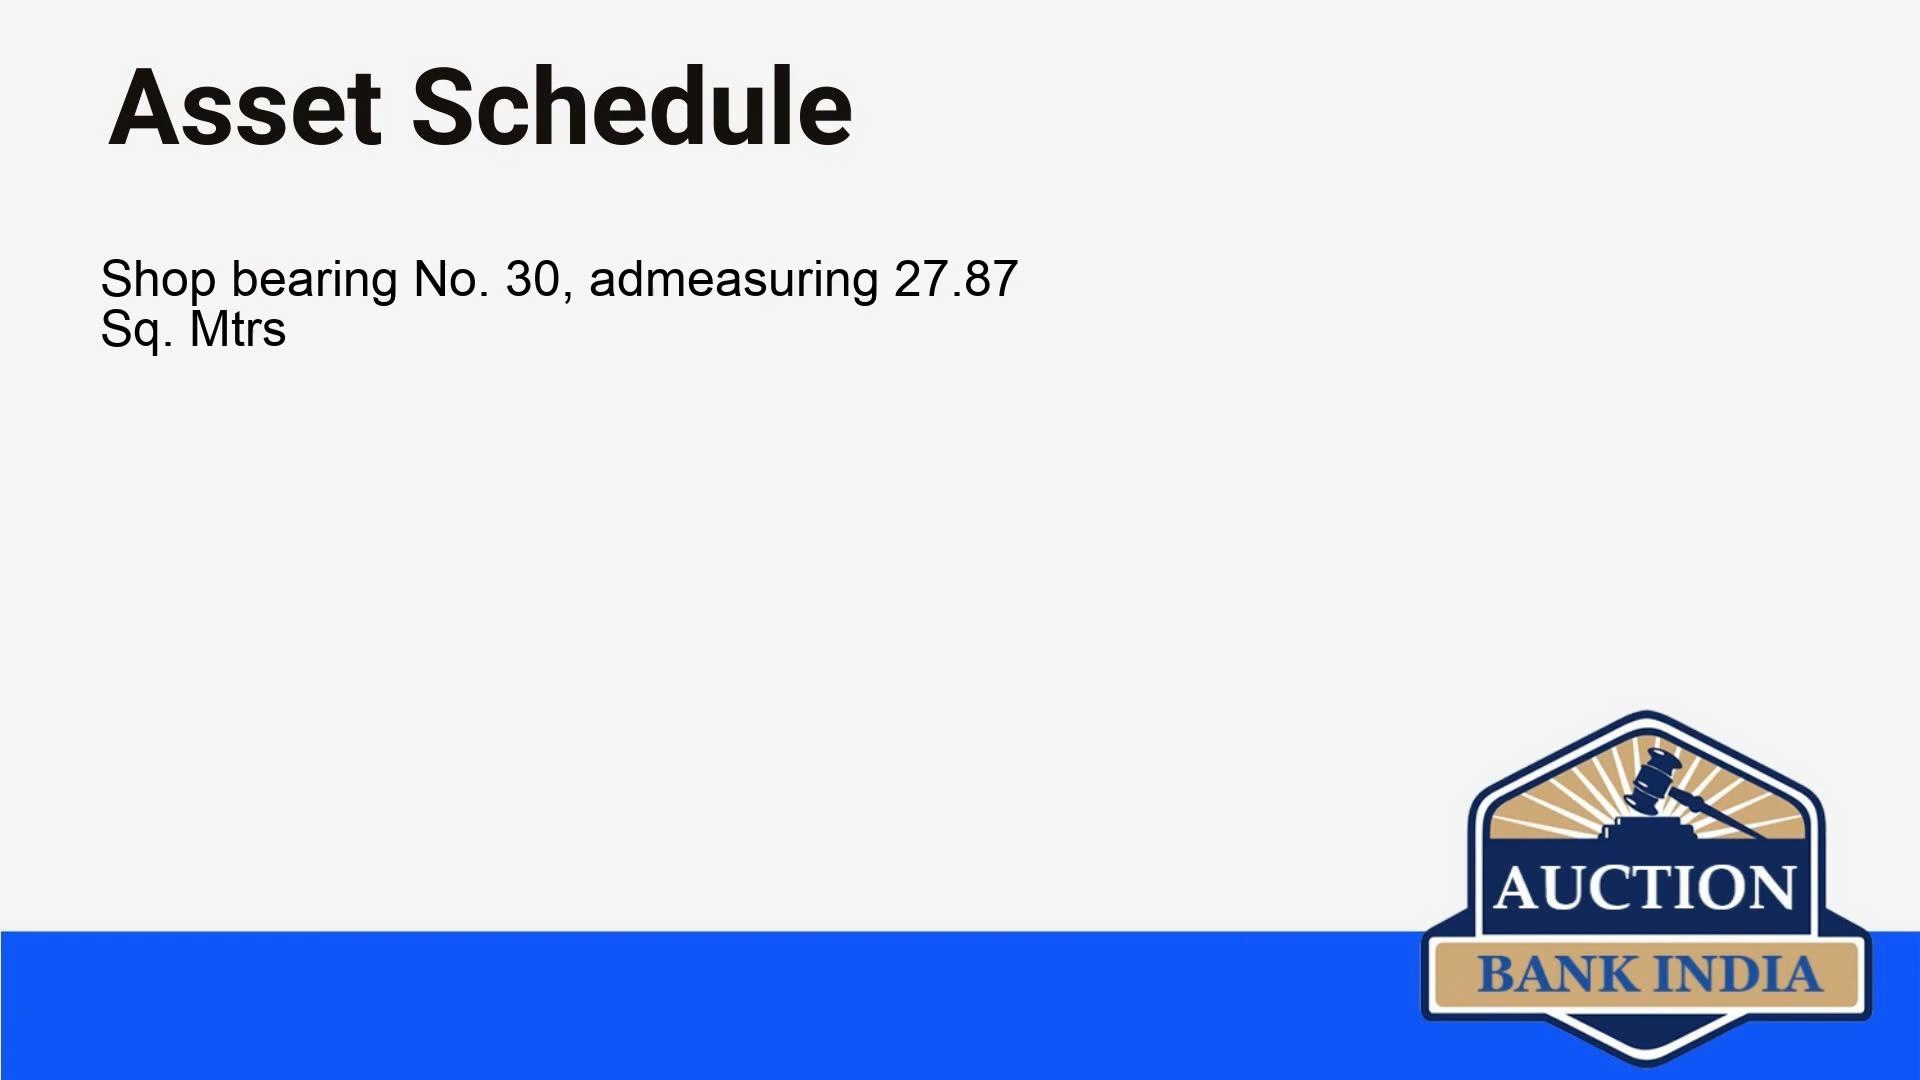 Asset Schedule
Shop bearing No. 30, admeasuring 27.87
Sq. Mtrs
AUCTION
BANK INDIA